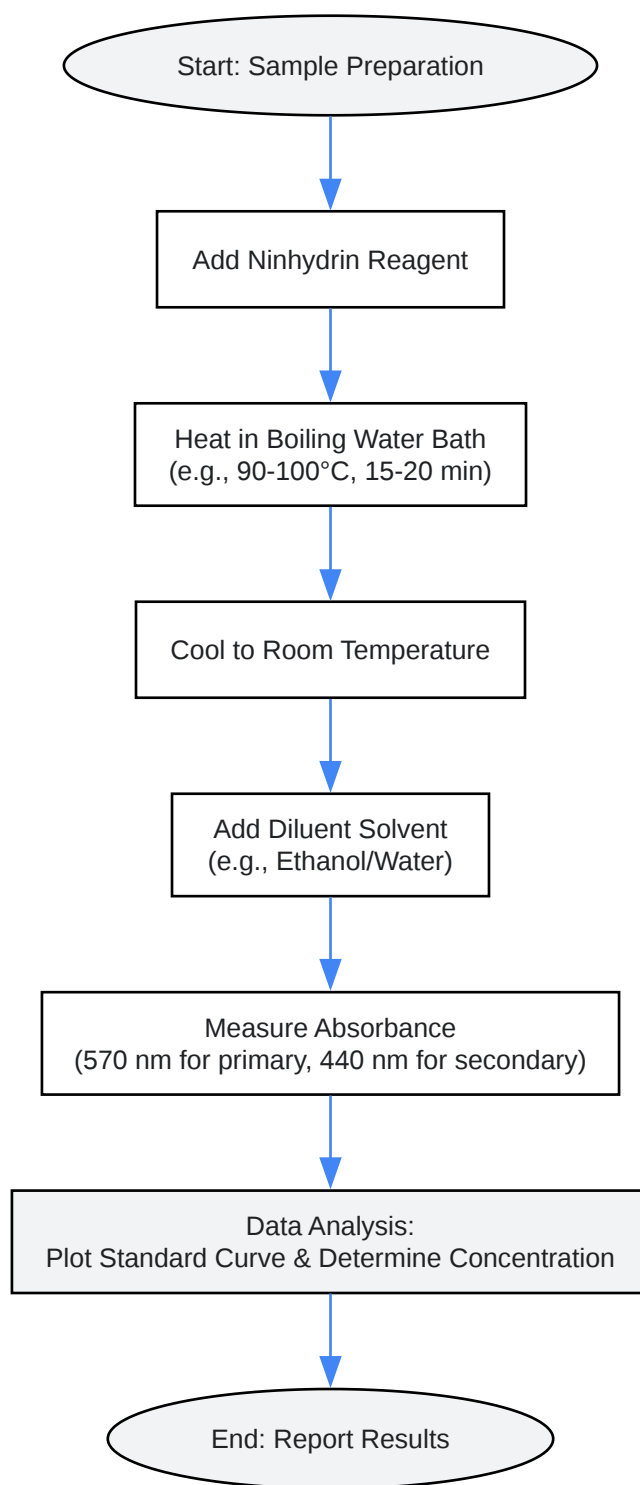 Start: Sample Preparation
Add Ninhydrin Reagent
Heat in Boiling Water Bath
(e.g., 90-100°C, 15-20 min)
Cool to Room Temperature
Add Diluent Solvent
(e.g., Ethanol/Water)
Measure Absorbance
(570 nm for primary, 440 nm for secondary)
Data Analysis:
Plot Standard Curve & Determine Concentration
End: Report Results